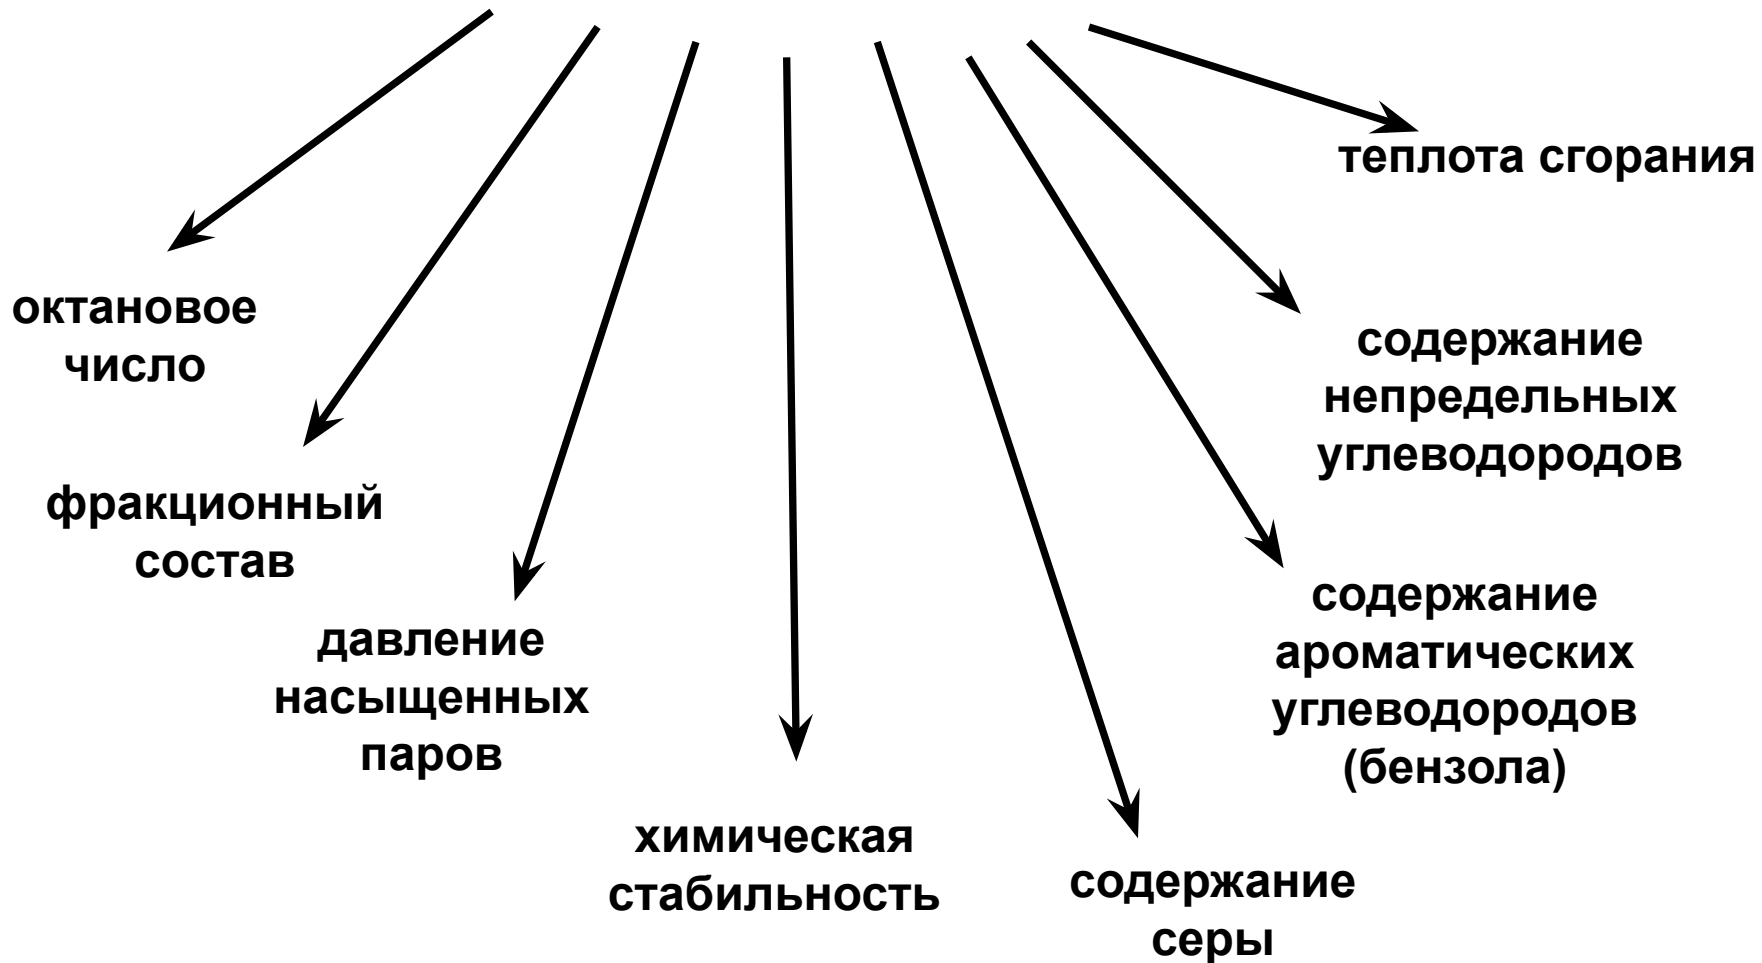 октановое
число
фракционный
состав
давление
насыщенных
паров
химическая
стабильность
содержание
серы
содержание
ароматических
углеводородов
(бензола)
содержание
непредельных
углеводородов
теплота сгорания